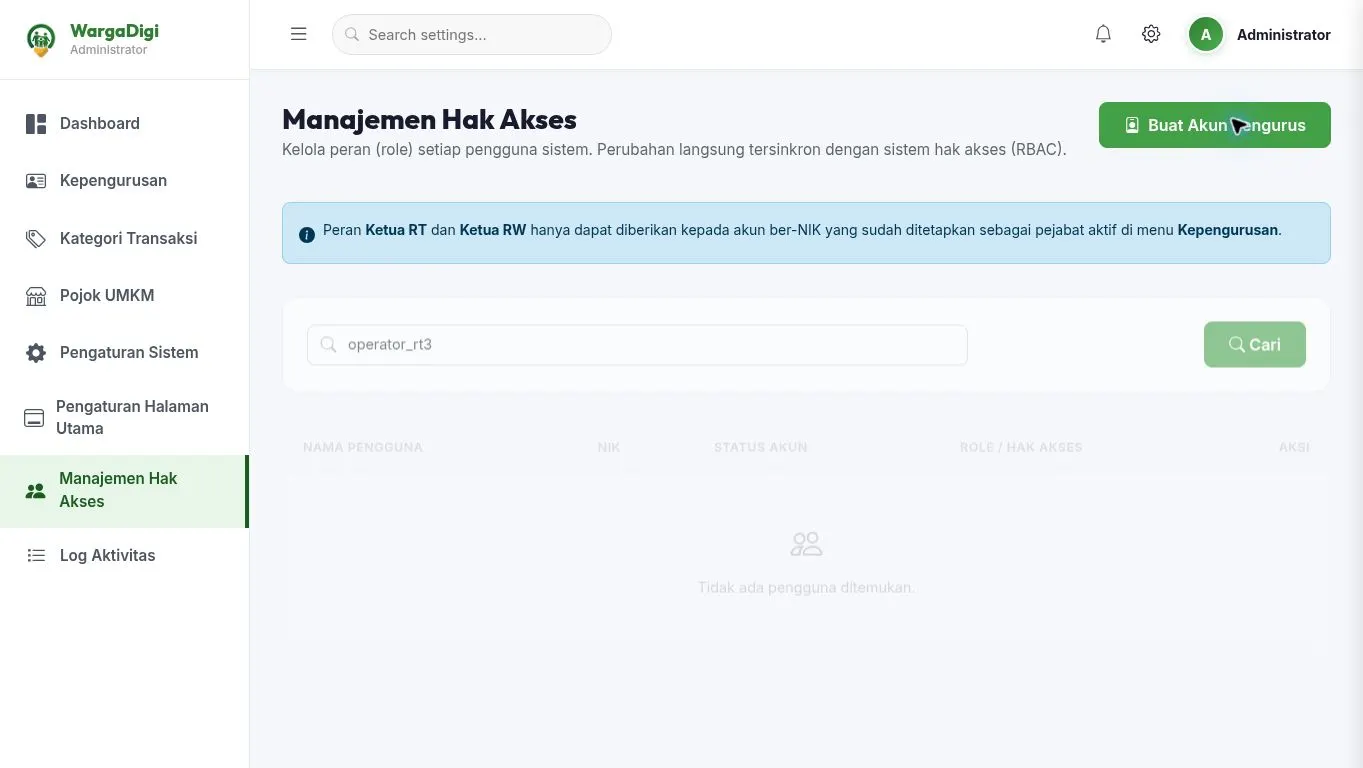 WargaDigi
Administrator
Search settings...
A
Administrator
Dashboard
Kepengurusan
Kategori Transaksi
Pojok UMKM
Pengaturan Sistem
Pengaturan Halaman
Utama
Manajemen Hak
Akses
Log Aktivitas
Manajemen Hak Akses
Kelola peran (role) setiap pengguna sistem. Perubahan langsung tersinkron dengan sistem hak akses (RBAC).
Buat Akun Pengurus
Peran Ketua RT dan Ketua RW hanya dapat diberikan kepada akun ber-NIK yang sudah ditetapkan sebagai pejabat aktif di menu Kepengurusan.
operator_rt3
Cari
NAMA PENGGUNA NIK STATUS AKUN ROLE / HAK AKSES AKSI
Tidak ada pengguna ditemukan.